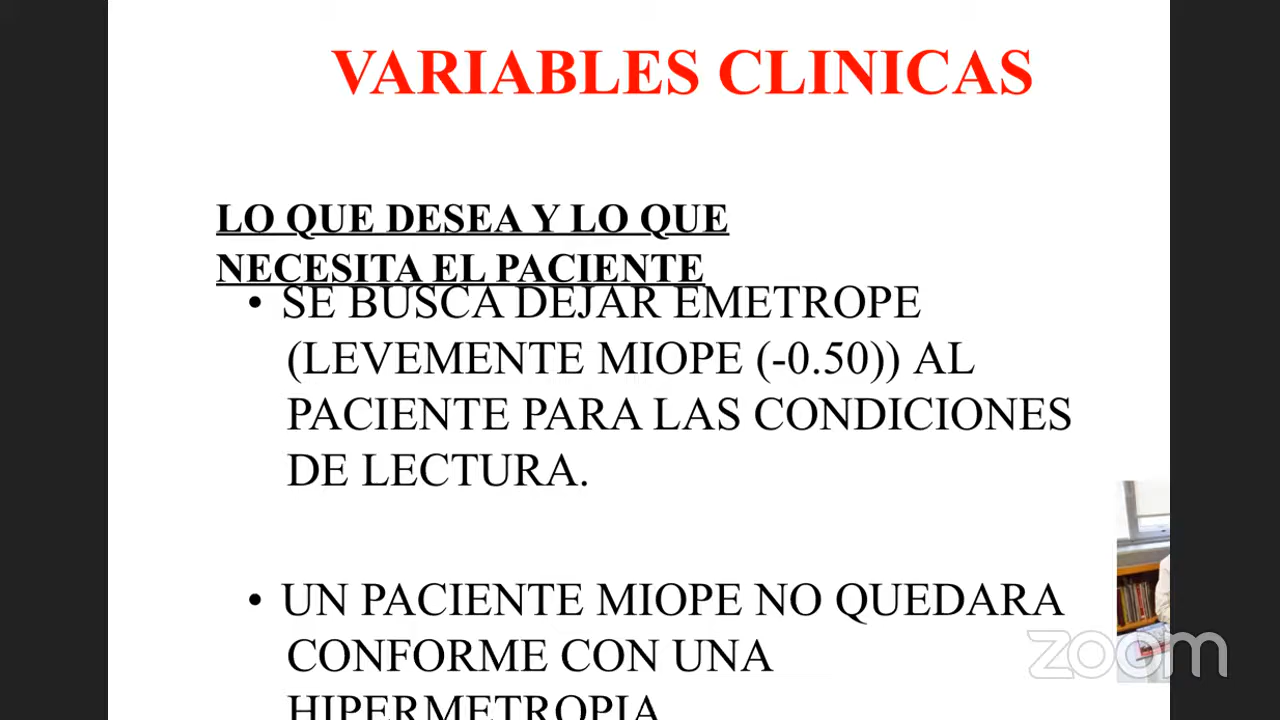 VARIABLES CLINICAS
LO QUE DESEA Y LO QUE
NECESITA EL PACIENTE
• SE BUSCA DEJAR EMETROPE
(LEVEMENTE MIOPE (-0.50)) AL
PACIENTE PARA LAS CONDICIONES
DE LECTURA.
• UN PACIENTE MIOPE NO QUEDARA
CONFORME CON UNA
HIPERMETROPIA
zoom